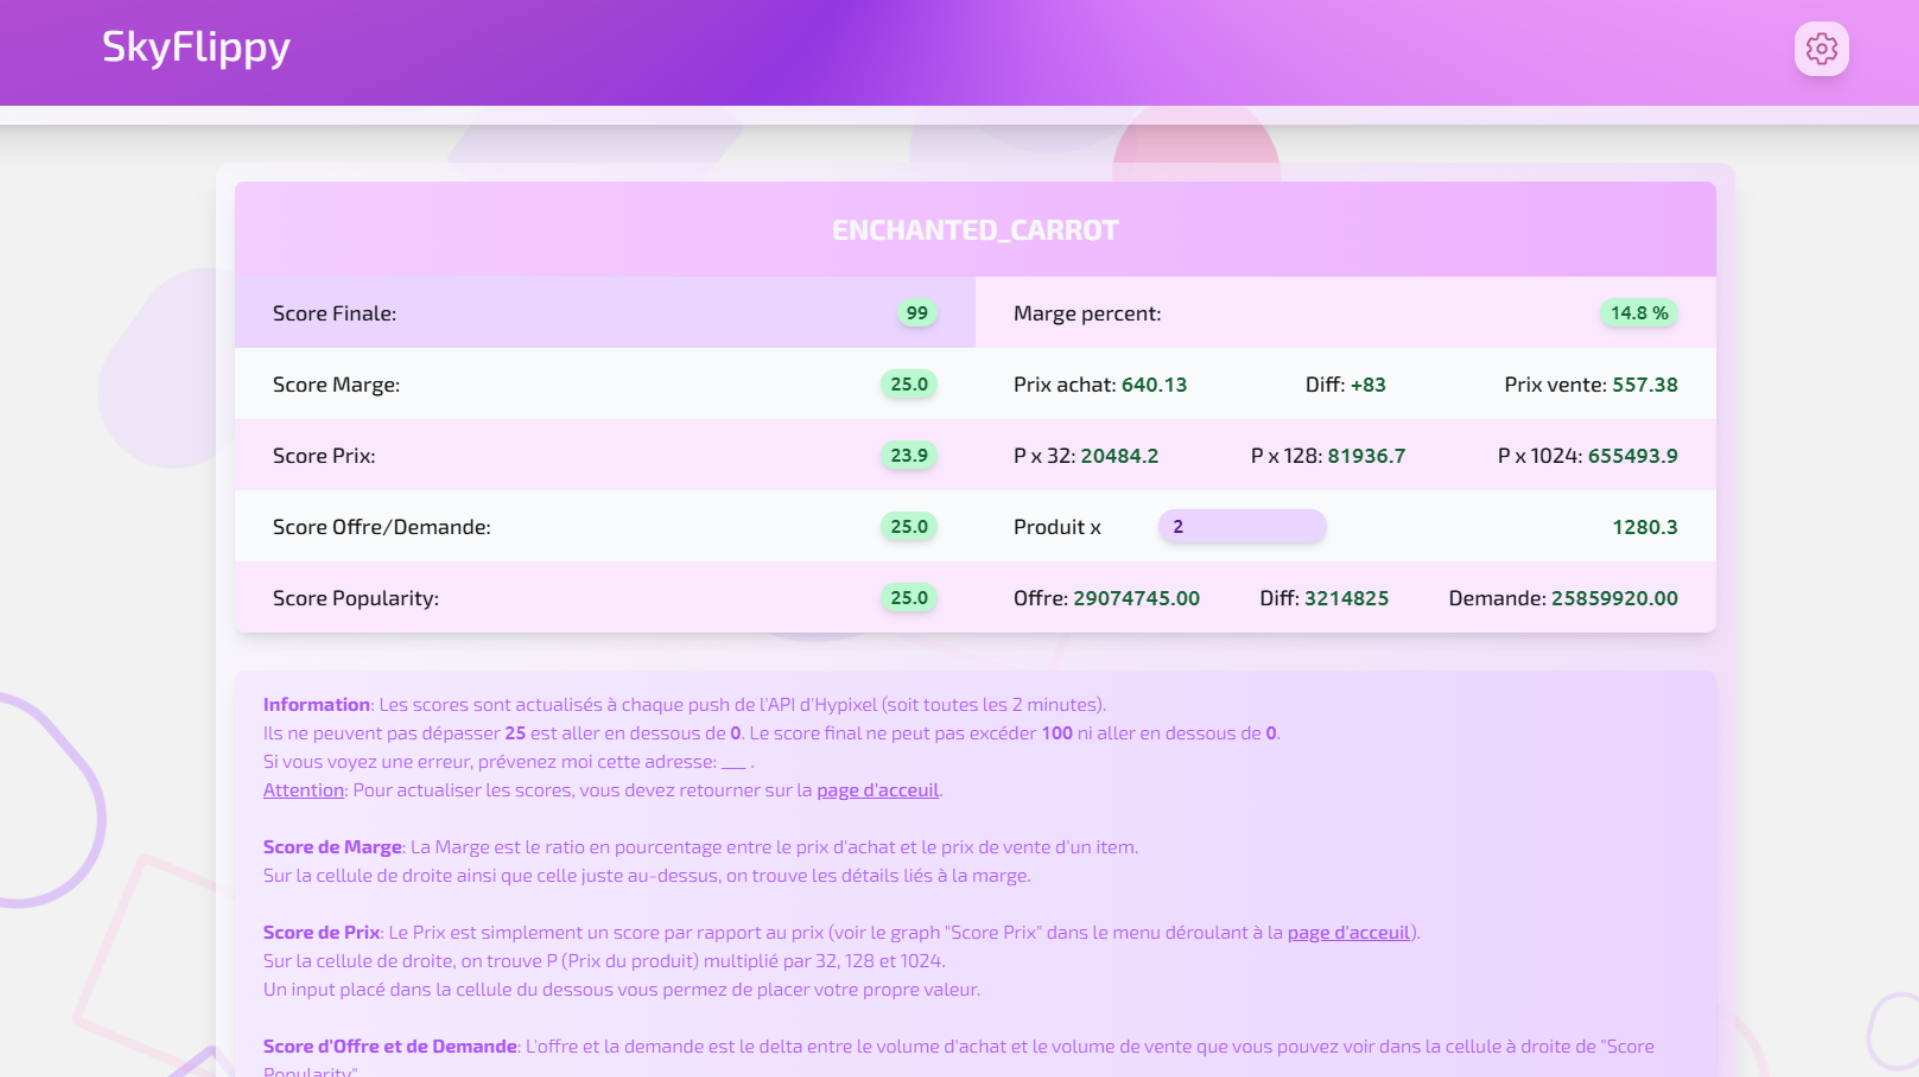 SkyFlippy
ENCHANTED_CARROT
Score Finale: 99 Marge percent: 14.8 %
Score Marge: 25.0 Prix achat: 640.13 Diff: +83 Prix vente: 557.38
Score Prix: 23.9 P x 32: 20484.2 P x 128: 81936.7 P x 1024: 655493.9
Score Offre/Demande: 25.0 Produit x 2 1280.3
Score Popularity: 25.0 Offre: 29074745.00 Diff: 3214825 Demande: 25859920.00
Information: Les scores sont actualisés à chaque push de l'API d'Hypixel (soit toutes les 2 minutes).
Ils ne peuvent pas dépasser 25 est aller en dessous de 0. Le score final ne peut pas excéder 100 ni aller en dessous de 0.
Si vous voyez une erreur, prévenez moi cette adresse: ___ .
Attention: Pour actualiser les scores, vous devez retourner sur la page d'acceuil.
Score de Marge: La Marge est le ratio en pourcentage entre le prix d'achat et le prix de vente d'un item.
Sur la cellule de droite ainsi que celle juste au-dessus, on trouve les détails liés à la marge.
Score de Prix: Le Prix est simplement un score par rapport au prix (voir le graph "Score Prix" dans le menu déroulant à la page d'acceuil).
Sur la cellule de droite, on trouve P (Prix du produit) multiplié par 32, 128 et 1024.
Un input placé dans la cellule du dessous vous permez de placer votre propre valeur.
Score d'Offre et de Demande: L'offre et la demande est le delta entre le volume d'achat et le volume de vente que vous pouvez voir dans la cellule à droite de "Score
Popularity".